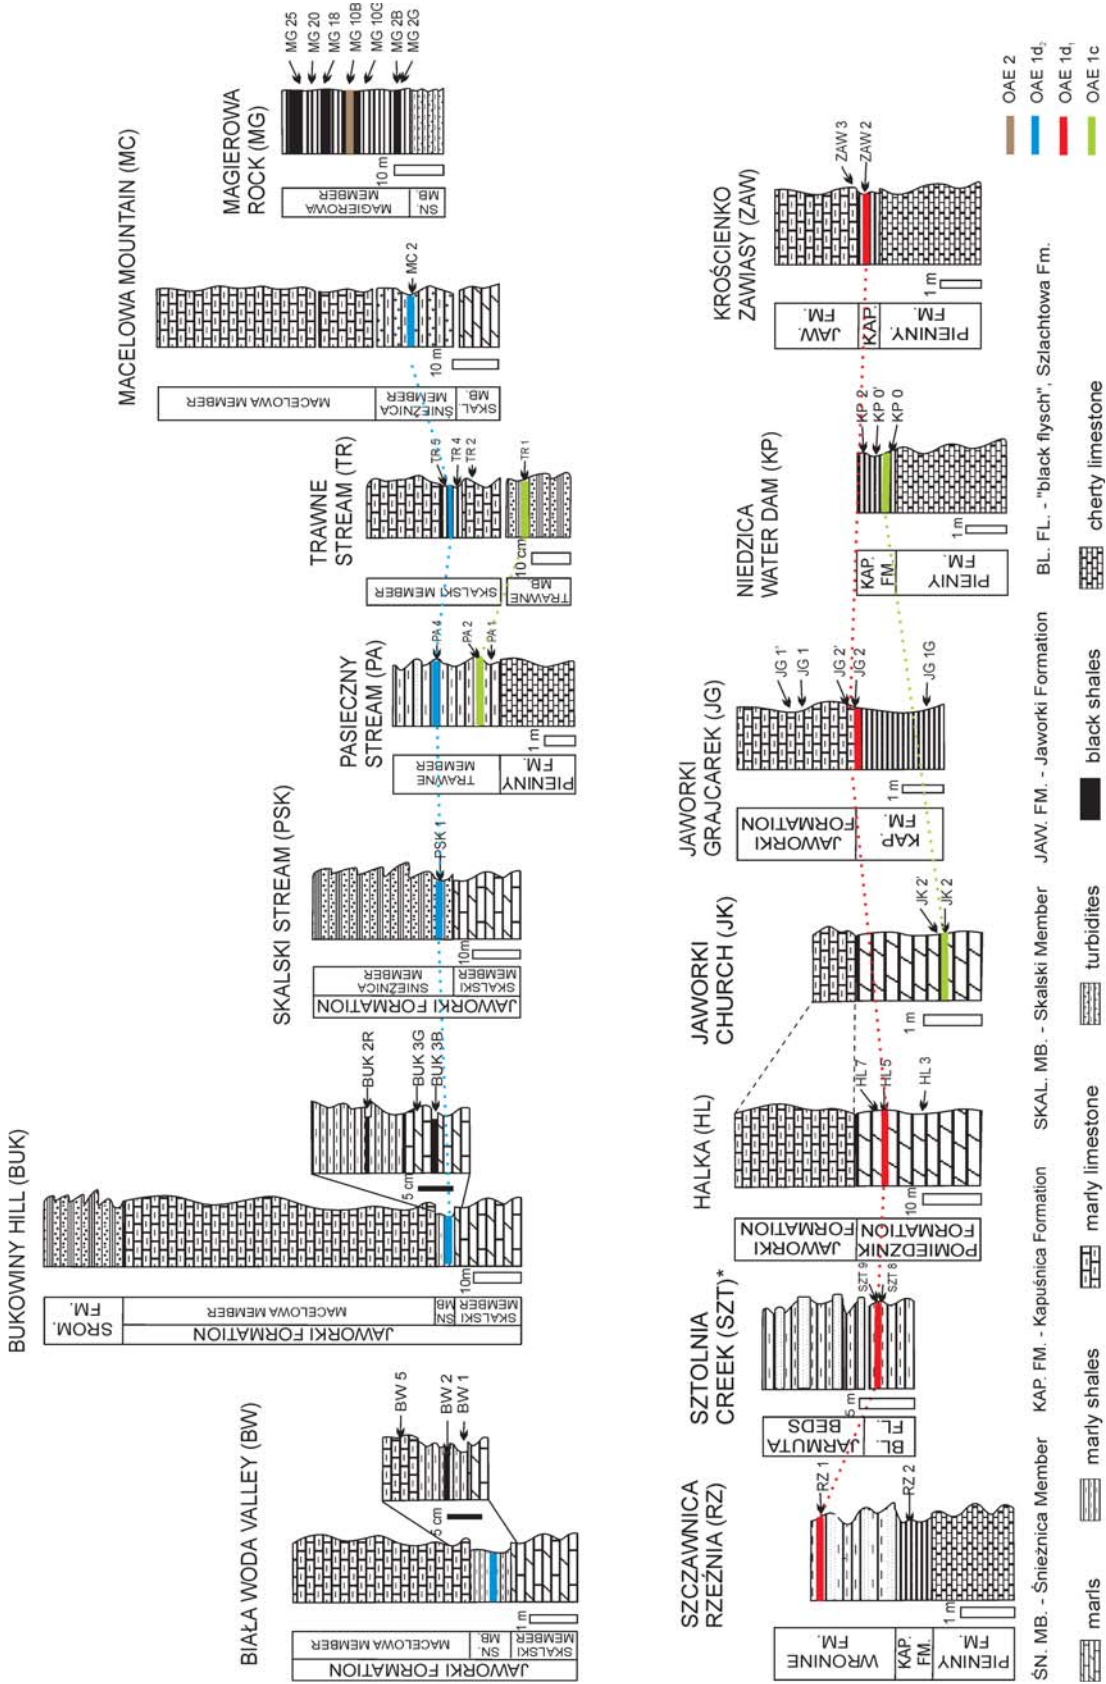 BIAŁA WODA VALLEY (BW)
JAWORKI FORMATION
MACELOWA MEMBER
ŚN.
MB.
SKALSKI
MEMBER
1 m
5 cm
BW 5
BW 2
BW 1
BUKOWINY HILL (BUK)
SROM.
FM.
JAWORKI FORMATION
MACELOWA MEMBER
ŚN
MB
SKALSKI
MEMBER
10m
5 cm
BUK 2R
BUK 3G
BUK 3B
SKALSKI STREAM (PSK)
JAWORKI FORMATION
ŚNIEŻNICA
MEMBER
SKALSKI
MEMBER
10m
PSK 1
PASIECZNY
STREAM (PA)
TRAWNE
MEMBER
PIENINY
FM.
1 m
PA 4
PA 2
PA 1
TRAWNE
STREAM (TR)
SKALSKI MEMBER
TRAWNE
MB.
10 cm
TR 5
TR 4
TR 2
TR 1
MACELOWA MOUNTAIN (MC)
MACELOWA MEMBER
ŚNIEŻNICA
MEMBER
SKAL.
MB.
10 m
MC 2
MAGIEROWA
ROCK (MG)
MAGIEROWA
MEMBER
ŚN.
MB.
10 m
MG 25
MG 20
MG 18
MG 10B
MG 10G
MG 2B
MG 2G
SZCZAWNICA
RZEŹNIA (RZ)
WRONINE
FM.
KAP.
FM.
PIENINY
FM.
1 m
RZ 1
RZ 2
SZTOLNIA
CREEK (SZT)*
JARMUTA
BEDS
BL.
FL.
5 m
SZT 9
SZT 8
HALKA (HL)
JAWORKI
FORMATION
POMIEDZNIK
FORMATION
10 m
HL 7
HL 5
HL 3
JAWORKI
CHURCH (JK)
1 m
JK 2'
JK 2
JAWORKI
GRAJCAREK (JG)
JAWORKI
FORMATION
KAP.
FM.
1 m
JG 1'
JG 1
JG 2'
JG 2
JG 1G
NIEDZICA
WATER DAM (KP)
KAP.
FM.
PIENIY
FM.
1 m
KP 2
KP 0'
KP 0
KROŚCIENKO
ZAWIASY (ZAW)
JAW.
FM.
KAP.
PIENINY
FM.
1 m
ZAW 3
ZAW 2
OAE 2
OAE 1d₂
OAE 1d₁
OAE 1c
ŚN. MB. - Śnieżnica Member KAP. FM. - Kapuśnica Formation SKAL. MB. - Skalski Member JAW. FM. - Jaworki Formation BL. FL. - "black flysch", Szlachtowa Fm.
marls marly shales marly limestone turbidites black shales cherty limestone